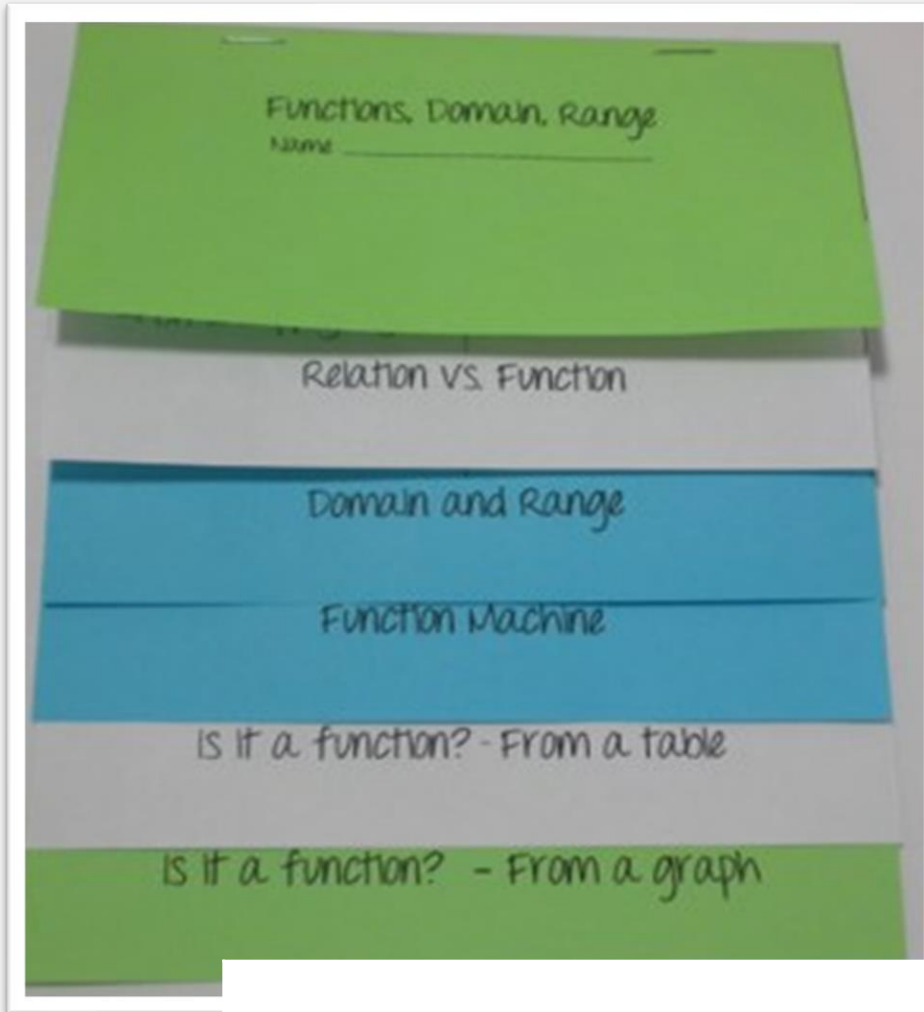 Functions, Domain, Range
Name
Relation VS. Function
Domain and Range
Function Machine
Is it a function? - From a table
Is it a function? - From a graph